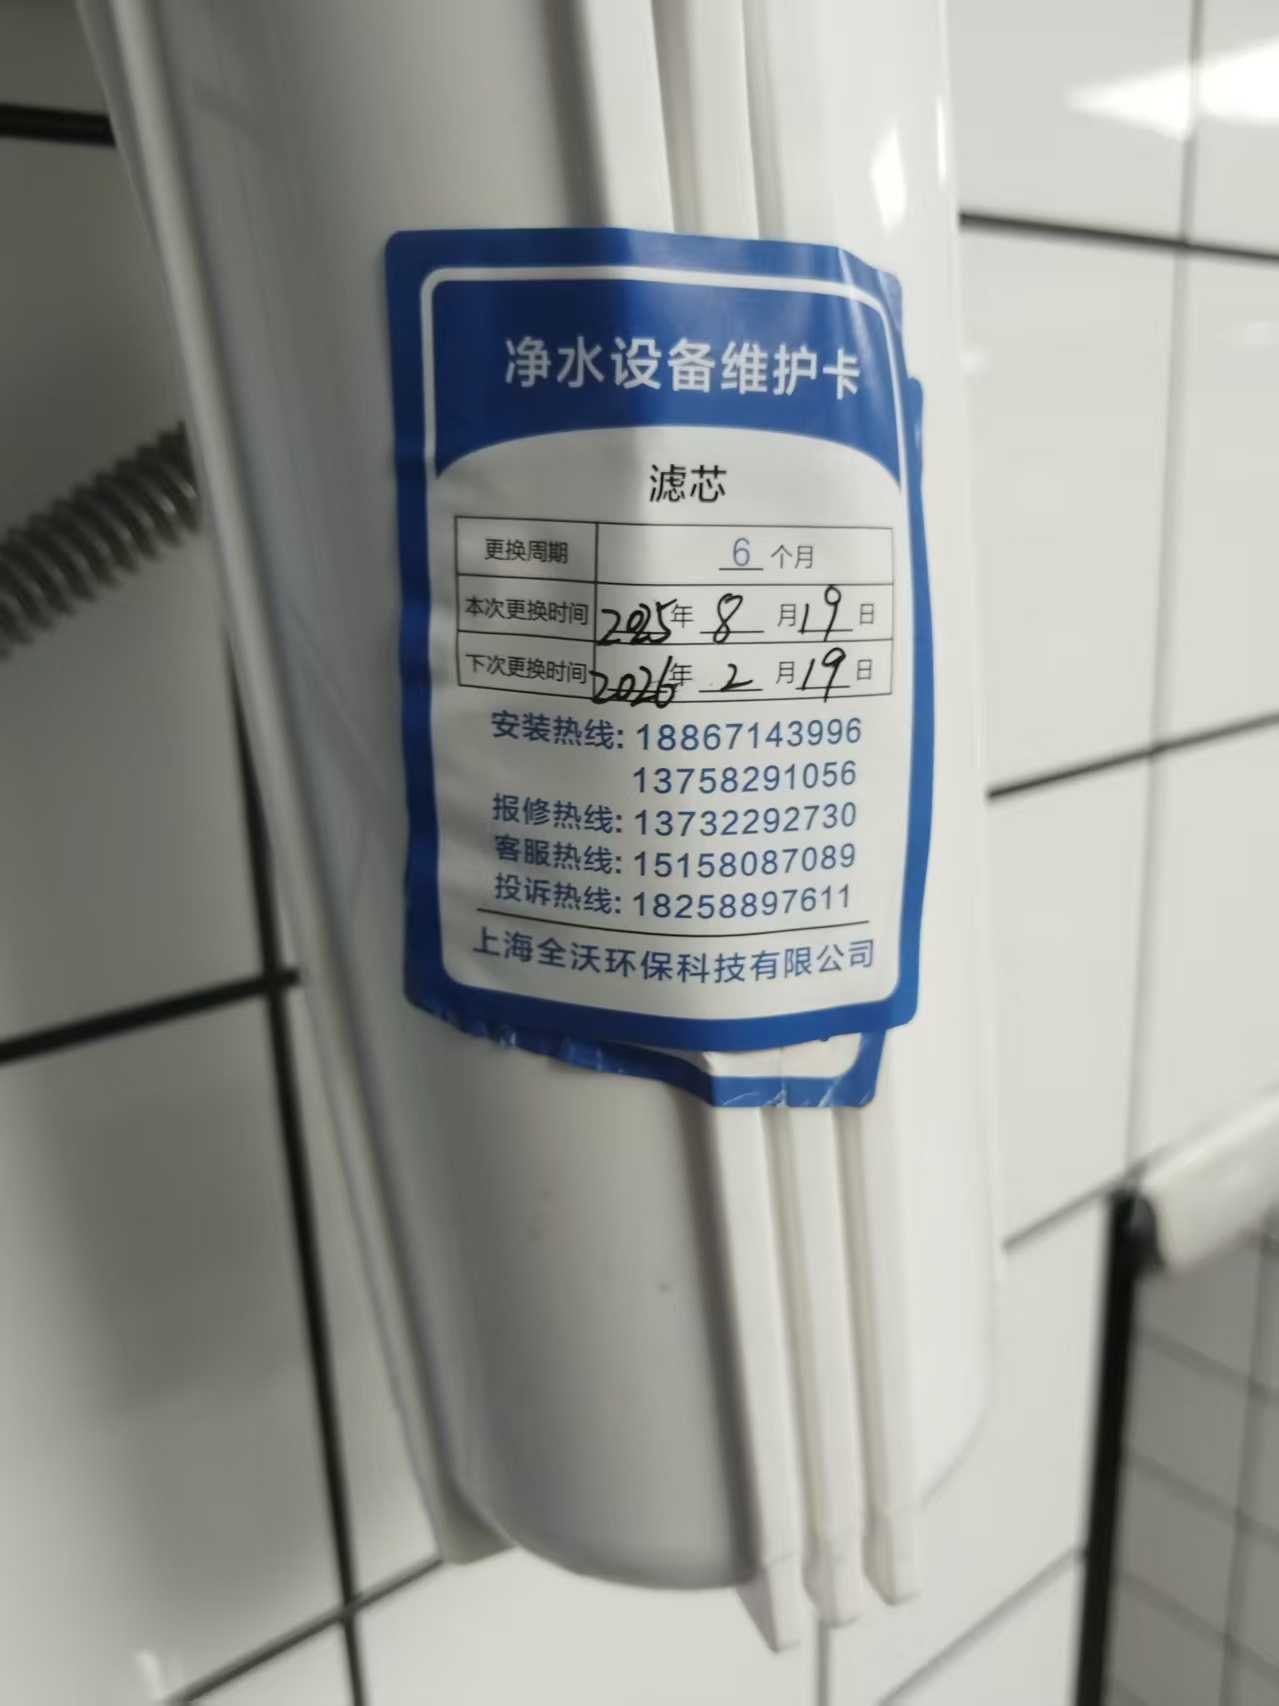 净水设备维护卡
滤芯
更换周期 6 个月
本次更换时间 2025年 8 月 19 日
下次更换时间 2026年 2 月 19 日
安装热线: 18867143996
13758291056
报修热线: 13732292730
客服热线: 15158087089
投诉热线: 18258897611
上海全沃环保科技有限公司